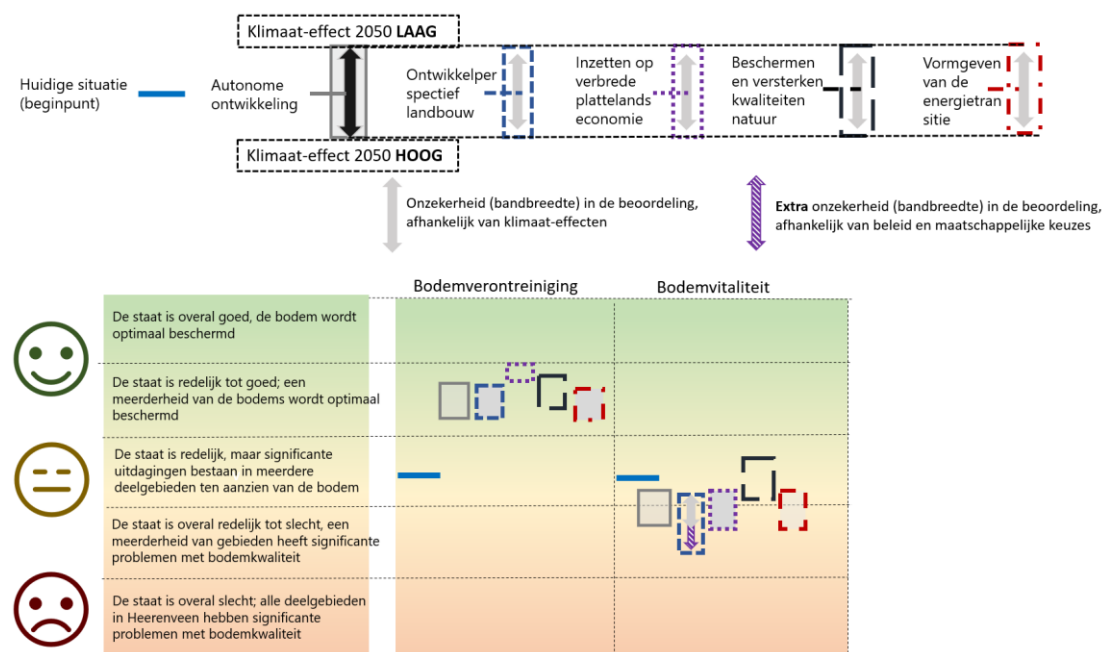 Klimaat-effect 2050 LAAG
Huidige situatie
(beginpunt)
Autonome
ontwikkeling
Ontwikkelper
spectief
landbouw
Inzetten op
verbrede
plattelands
economie
Beschermen
en versterken
kwaliteiten
natuur
Vormgeven
van de
energietran
sitie
Klimaat-effect 2050 HOOG
Onzekerheid (bandbreedte) in de beoordeling,
afhankelijk van klimaat-effecten
Extra onzekerheid (bandbreedte) in de beoordeling,
afhankelijk van beleid en maatschappelijke keuzes
Bodemverontreiniging
Bodemvitaliteit
De staat is overal goed, de bodem wordt
optimaal beschermd
De staat is redelijk tot goed; een
meerderheid van de bodems wordt optimaal
beschermd
De staat is redelijk, maar significante
uitdagingen bestaan in meerdere
deelgebieden ten aanzien van de bodem
De staat is overal redelijk tot slecht, een
meerderheid van gebieden heeft significante
problemen met bodemkwaliteit
De staat is overal slecht; alle deelgebieden
in Heerenveen hebben significante
problemen met bodemkwaliteit